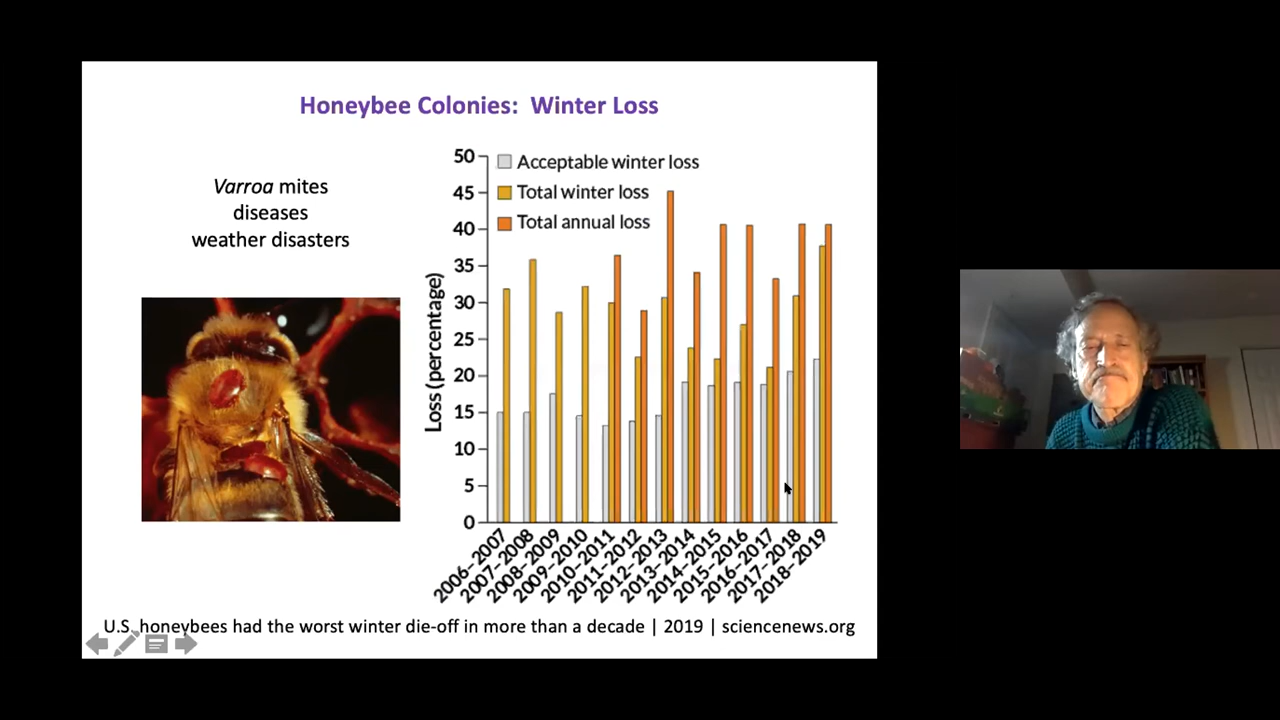 Honeybee Colonies:  Winter Loss
Varroa mites
diseases
weather disasters
Acceptable winter loss
Total winter loss
Total annual loss
Loss (percentage)
50
45
40
35
30
25
20
15
10
5
0
2006–2007
2007–2008
2008–2009
2009–2010
2010–2011
2011–2012
2012–2013
2013–2014
2014–2015
2015–2016
2016–2017
2017–2018
2018–2019
U.S. honeybees had the worst winter die-off in more than a decade | 2019 | sciencenews.org